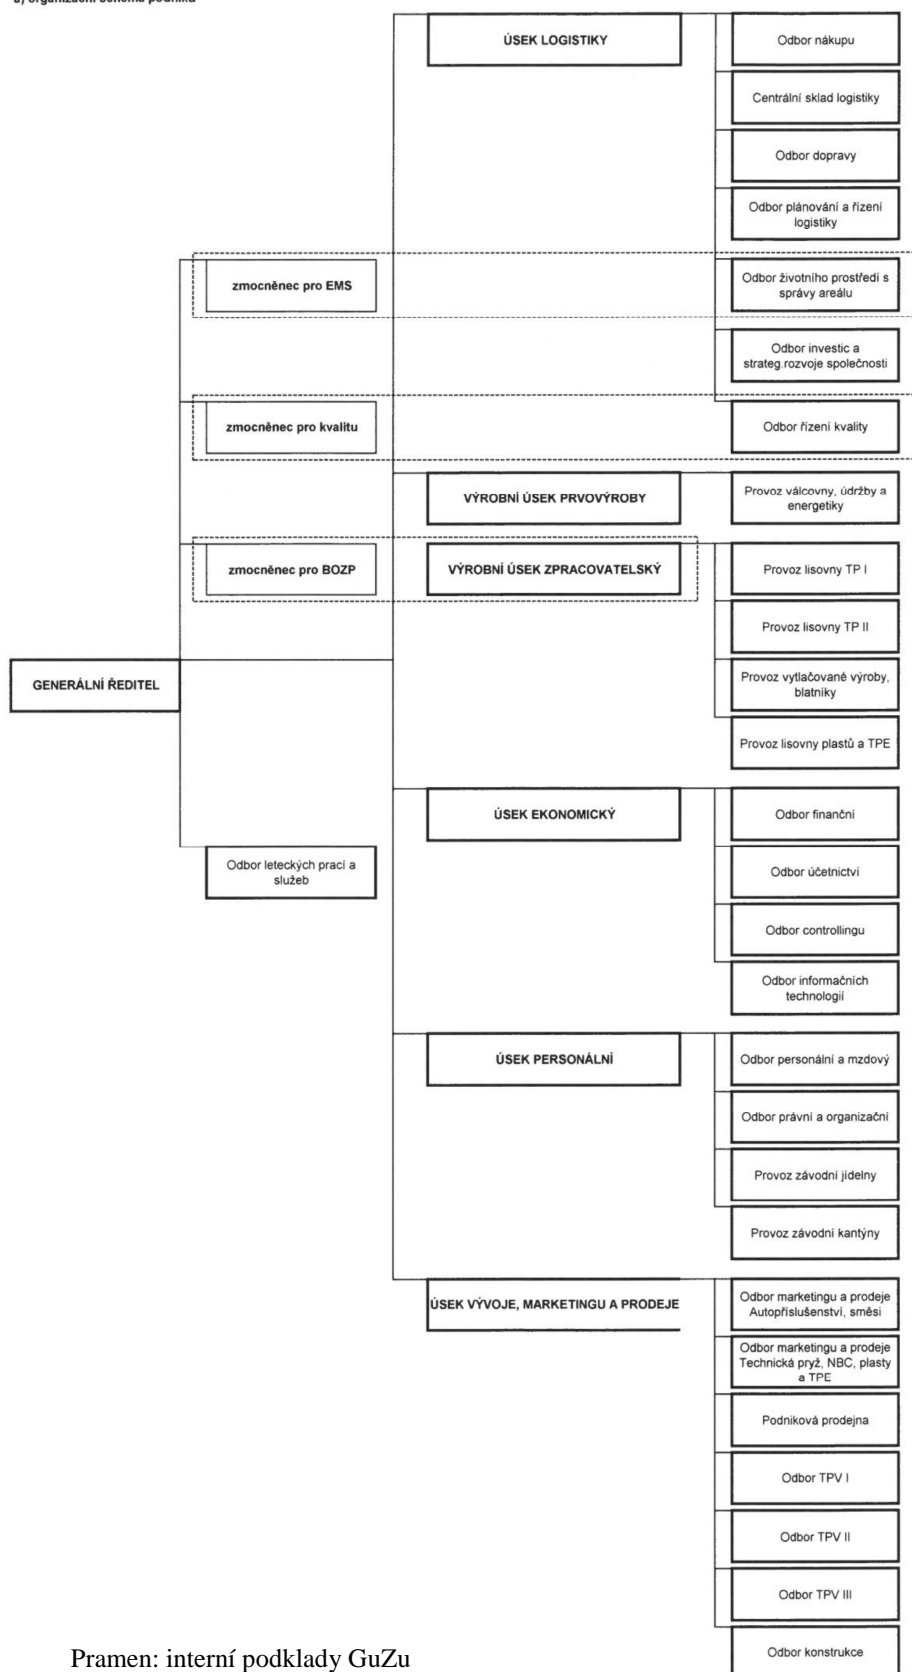 a) organizační schéma podniku
ÚSEK LOGISTIKY
Odbor nákupu
Centrální sklad logistiky
Odbor dopravy
Odbor plánování a řízení
logistiky
zmocněnec pro EMS
Odbor životního prostředí s
správy areálu
Odbor investic a
strateg.rozvoje společnosti
zmocněnec pro kvalitu
Odbor řízení kvality
VÝROBNÍ ÚSEK PRVOVÝROBY
Provoz válcovny, údržby a
energetiky
zmocněnec pro BOZP
VÝROBNÍ ÚSEK ZPRACOVATELSKÝ
Provoz lisovny TP I
Provoz lisovny TP II
GENERÁLNÍ ŘEDITEL
Provoz vytlačované výroby,
blatníky
Provoz lisovny plastů a TPE
ÚSEK EKONOMICKÝ
Odbor finanční
Odbor leteckých prací a
služeb
Odbor účetnictví
Odbor controllingu
Odbor informačních
technologií
ÚSEK PERSONÁLNÍ
Odbor personální a mzdový
Odbor právní a organizační
Provoz závodní jídelny
Provoz závodní kantýny
ÚSEK VÝVOJE, MARKETINGU A PRODEJE
Odbor marketingu a prodeje
Autopříslušenství, směsi
Odbor marketingu a prodeje
Technická pryž, NBC, plasty
a TPE
Podniková prodejna
Odbor TPV I
Odbor TPV II
Odbor TPV III
Odbor konstrukce
Pramen: interní podklady GuZu